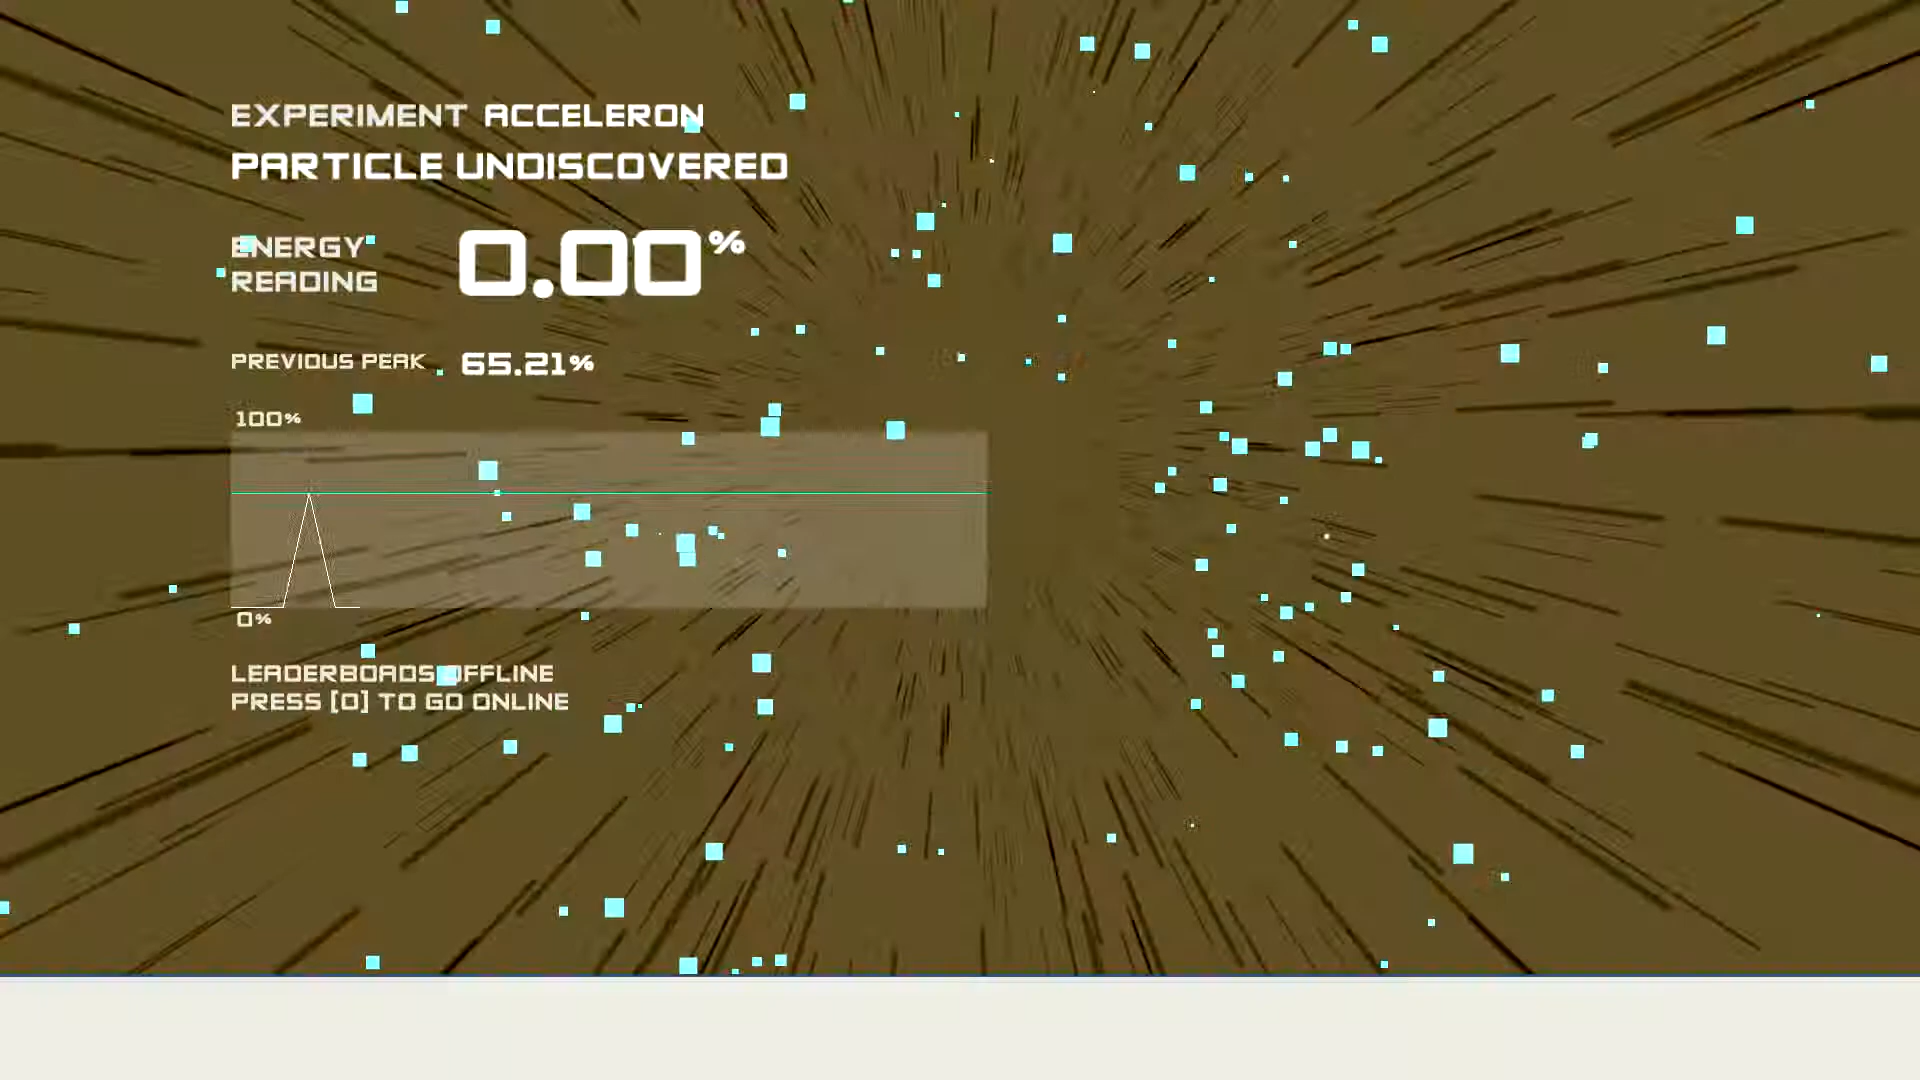 EXPERIMENT ACCELERON
PARTICLE UNDISCOVERED
ENERGY
READING
0.00%
PREVIOUS PEAK 65.21%
100%
0%
LEADERBOARDS OFFLINE
PRESS [O] TO GO ONLINE